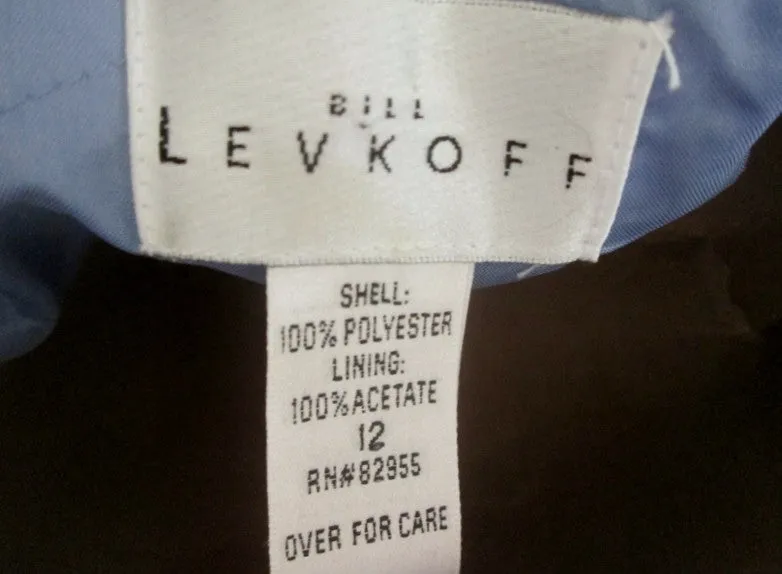 BILL
LEVKOFF
SHELL:
100% POLYESTER
LINING:
100% ACETATE
12
RN# 82955
OVER FOR CARE